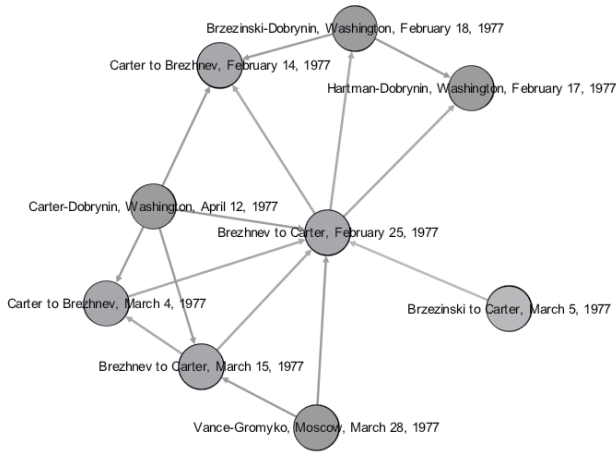 Brzezinski-Dobrynin, Washington, February 18, 1977
Carter to Brezhnev, February 14, 1977
Hartman-Dobrynin, Washington, February 17, 1977
Carter-Dobrynin, Washington, April 12, 1977
Brezhnev to Carter, February 25, 1977
Carter to Brezhnev, March 4, 1977
Brzezinski to Carter, March 5, 1977
Brezhnev to Carter, March 15, 1977
Vance-Gromyko, Moscow, March 28, 1977